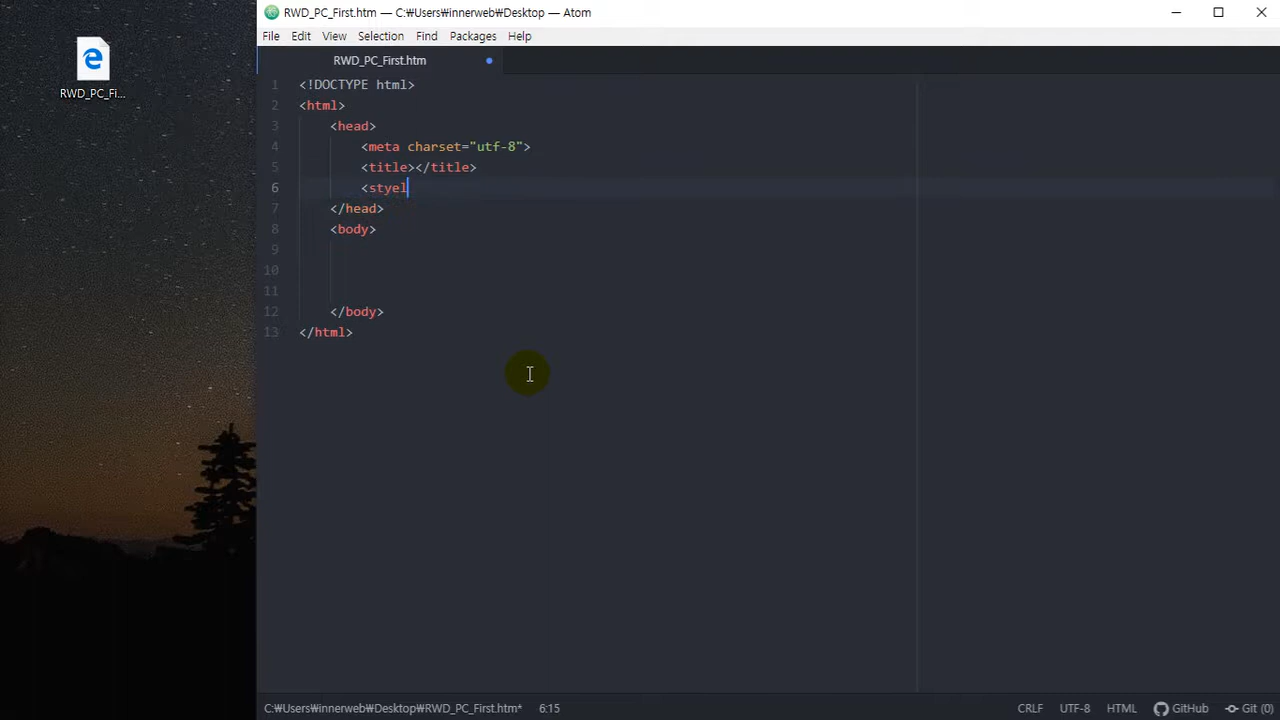 RWD_PC_First.htm — C:₩Users₩innerweb₩Desktop — Atom
File Edit View Selection Find Packages Help
RWD_PC_Fi...
RWD_PC_First.htm
1 <!DOCTYPE html>
2 <html>
3 <head>
4 <meta charset="utf-8">
5 <title></title>
6 <styel
7 </head>
8 <body>
9
10
11
12 </body>
13 </html>
C:₩Users₩innerweb₩Desktop₩RWD_PC_First.htm* 6:15 CRLF UTF-8 HTML GitHub Git (0)